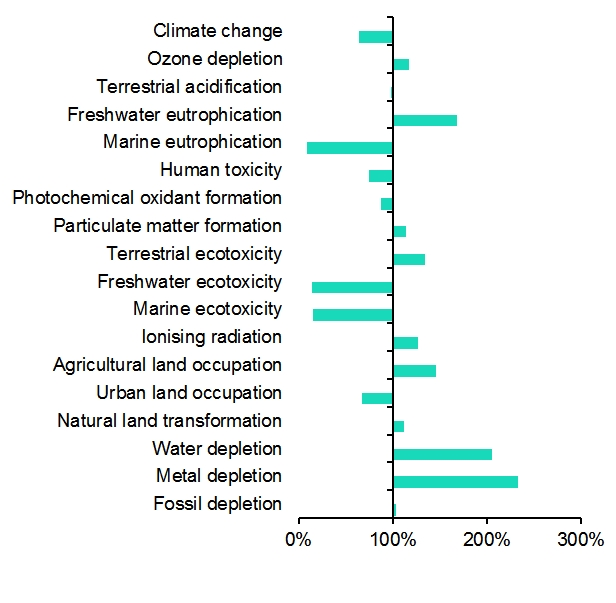 Climate change
Ozone depletion
Terrestrial acidification
Freshwater eutrophication
Marine eutrophication
Human toxicity
Photochemical oxidant formation
Particulate matter formation
Terrestrial ecotoxicity
Freshwater ecotoxicity
Marine ecotoxicity
Ionising radiation
Agricultural land occupation
Urban land occupation
Natural land transformation
Water depletion
Metal depletion
Fossil depletion
0% 100% 200% 300%